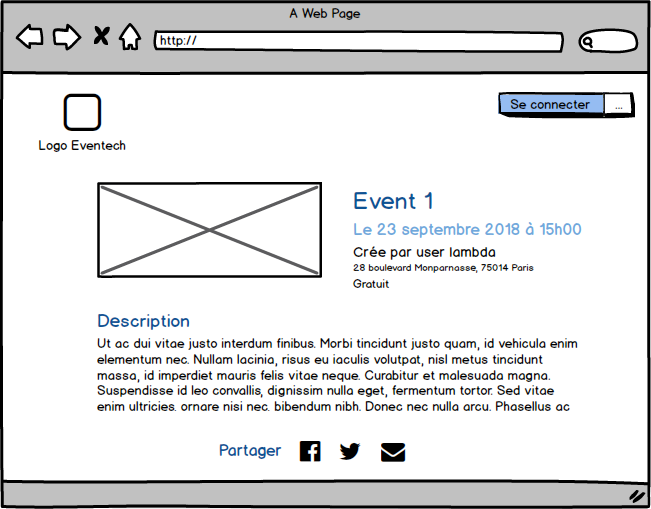 A Web Page
http://
Se connecter ...
Logo Eventech
Event 1
Le 23 septembre 2018 à 15h00
Crée par user lambda
28 boulevard Monparnasse, 75014 Paris
Gratuit
Description
Ut ac dui vitae justo interdum finibus. Morbi tincidunt justo quam, id vehicula enim
elementum nec. Nullam lacinia, risus eu iaculis volutpat, nisl metus tincidunt
massa, id imperdiet mauris felis vitae neque. Curabitur et malesuada magna.
Suspendisse id leo convallis, dignissim nulla eget, fermentum tortor. Sed vitae
enim ultricies, ornare nisi nec, bibendum nibh. Donec nec nulla arcu. Phasellus ac
Partager